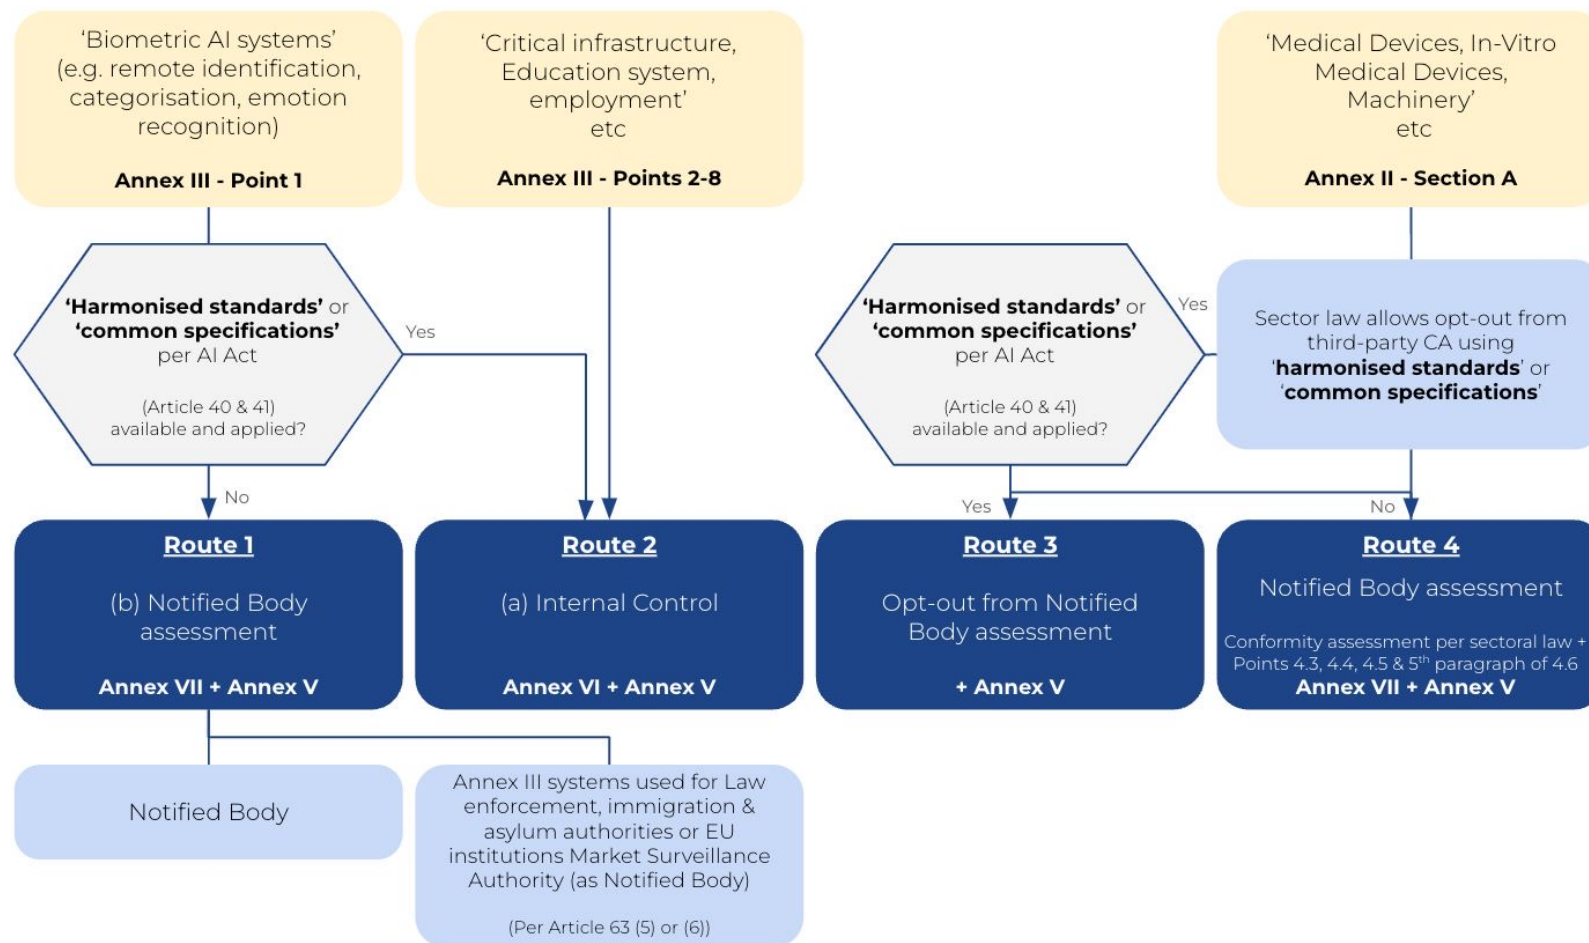 ‘Biometric AI systems’
(e.g. remote identification,
categorisation, emotion
recognition)
Annex III - Point 1
‘Critical infrastructure,
Education system,
employment’
etc
Annex III - Points 2-8
‘Medical Devices, In-Vitro
Medical Devices,
Machinery’
etc
Annex II - Section A
‘Harmonised standards’ or
‘common specifications’
per AI Act
(Article 40 & 41)
available and applied?
Yes
No
‘Harmonised standards’ or
‘common specifications’
per AI Act
(Article 40 & 41)
available and applied?
Yes
Sector law allows opt-out from
third-party CA using
‘harmonised standards’ or
‘common specifications’
Yes
No
Route 1
(b) Notified Body
assessment
Annex VII + Annex V
Route 2
(a) Internal Control
Annex VI + Annex V
Route 3
Opt-out from Notified
Body assessment
+ Annex V
Route 4
Notified Body assessment
Conformity assessment per sectoral law +
Points 4.3, 4.4, 4.5 & 5th paragraph of 4.6
Annex VII + Annex V
Notified Body
Annex III systems used for Law
enforcement, immigration &
asylum authorities or EU
institutions Market Surveillance
Authority (as Notified Body)
(Per Article 63 (5) or (6))